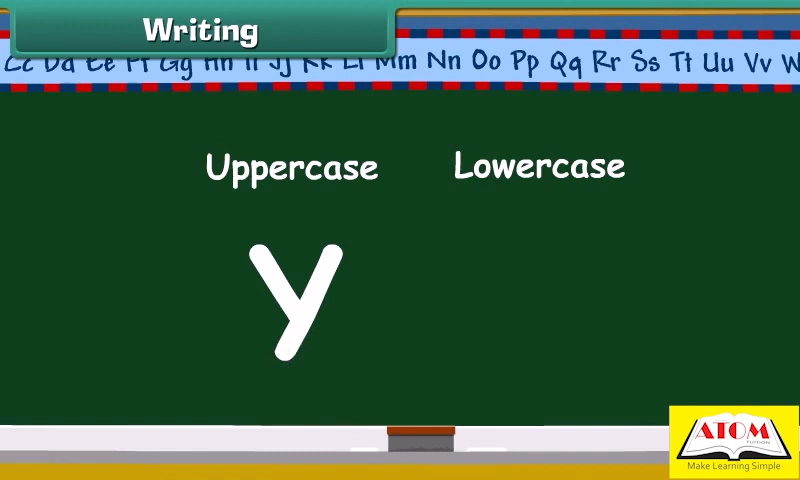 Writing
Cc Dd Ee Ff Gg Hh Ii Jj Kk Ll Mm Nn Oo Pp Qq Rr Ss Tt Uu Vv W
Uppercase Lowercase
Y
ATOM
TUITION
Make Learning Simple